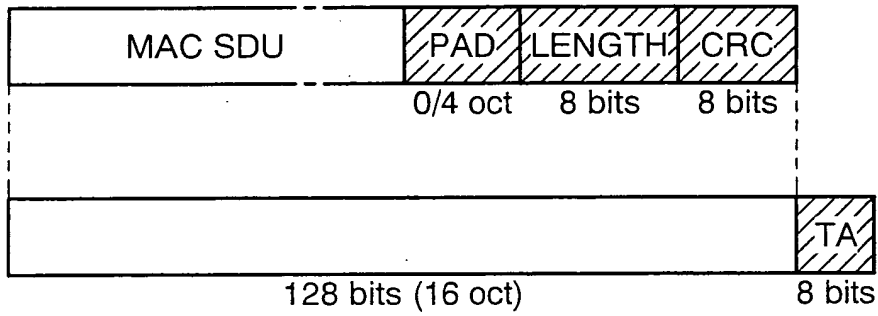 MAC SDU PAD LENGTH CRC
0/4 oct 8 bits 8 bits
TA
128 bits (16 oct) 8 bits